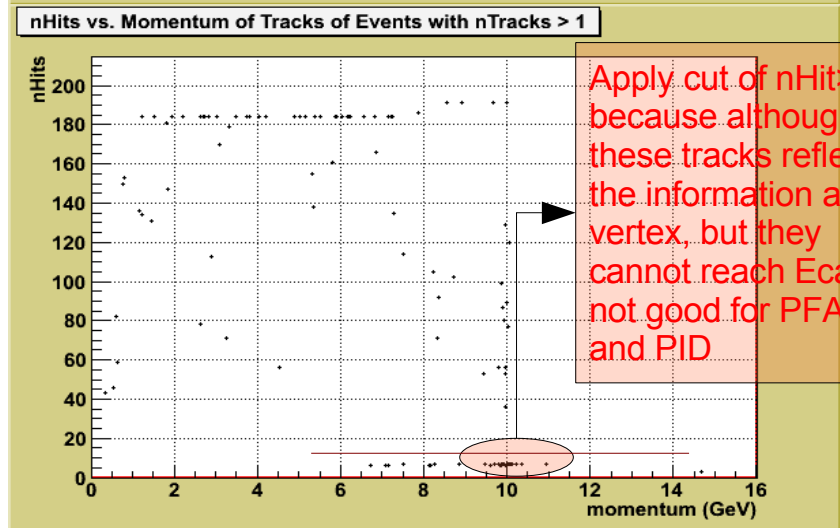 nHits vs. Momentum of Tracks of Events with nTracks > 1
nHits
200
180
160
140
120
100
80
60
40
20
0
0 2 4 6 8 10 12 14 16
momentum (GeV)
Apply cut of
because
these tracks
the information
vertex, but they
cannot reach
not good for PFA
and PID